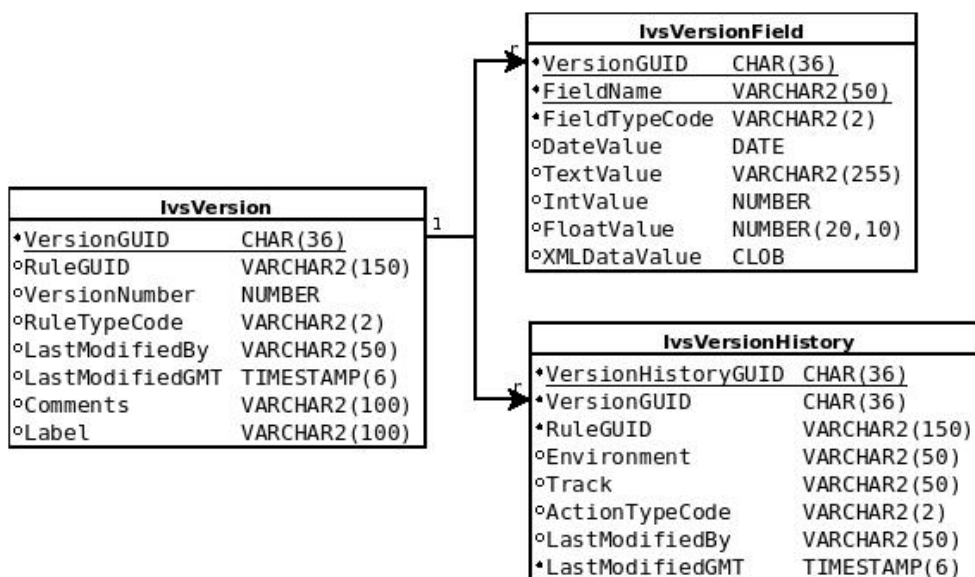 IvsVersionField
VersionGUID CHAR(36)
FieldName VARCHAR2(50)
FieldTypeCode VARCHAR2(2)
DateValue DATE
TextValue VARCHAR2(255)
IntValue NUMBER
FloatValue NUMBER(20,10)
XMLDataValue CLOB
r
1
r
IvsVersion
VersionGUID CHAR(36)
RuleGUID VARCHAR2(150)
VersionNumber NUMBER
RuleTypeCode VARCHAR2(2)
LastModifiedBy VARCHAR2(50)
LastModifiedGMT TIMESTAMP(6)
Comments VARCHAR2(100)
Label VARCHAR2(100)
IvsVersionHistory
VersionHistoryGUID CHAR(36)
VersionGUID CHAR(36)
RuleGUID VARCHAR2(150)
Environment VARCHAR2(50)
Track VARCHAR2(50)
ActionTypeCode VARCHAR2(2)
LastModifiedBy VARCHAR2(50)
LastModifiedGMT TIMESTAMP(6)